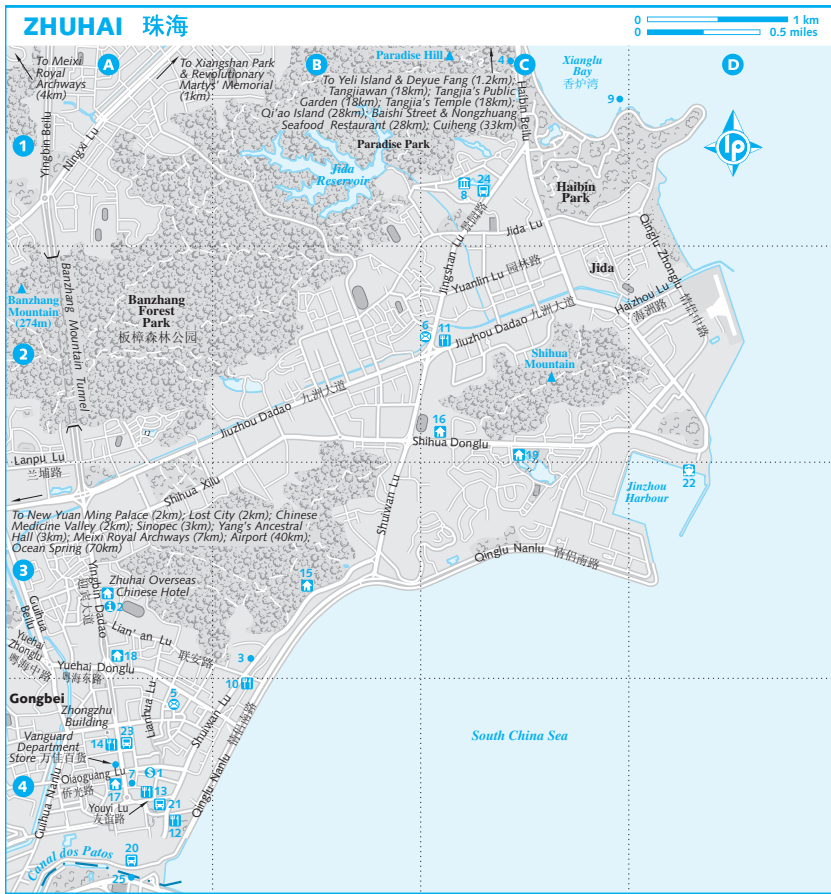 ZHUHAI 珠海
0 1 km
0 0.5 miles
A
B
C
D
1
2
3
4
To Meixi
Royal
Archways
(4km)
To Xiangshan Park
& Revolutionary
Martys' Memorial
(1km)
Paradise Hill
4
Xianglu
Bay
香炉湾
9
To Yeli Island & Deyue Fang (1.2km);
Tangjiawan (18km); Tangjia's Public
Garden (18km); Tangjia's Temple (18km);
Qi'ao Island (28km); Baishi Street & Nongzhuang
Seafood Restaurant (28km); Cuiheng (33km)
Haibin Beilu
lp
Yingbin Beilu
Ningxi Lu
Paradise Park
Jida
Reservoir
8
24
Haibin
Park
景园路
Jingshan Lu
Jida Lu
Qinglu Zhonglu 情侣中路
Yuanlin Lu 园林路
Jida
Haizhou Lu
海洲路
Banzhang
Mountain
(274m)
Banzhang
Forest
Park
板樟森林公园
Banzhang Mountain Tunnel
6
11
Jiuzhou Dadao 九洲大道
Shihua
Mountain
Jiuzhou Dadao 九洲大道
16
Shihua Donglu
19
Lanpu Lu
兰埔路
Shihua Xilu
Shuiwan Lu
Jinzhou
Harbour
22
To New Yuan Ming Palace (2km); Lost City (2km); Chinese
Medicine Valley (2km); Sinopec (3km); Yang's Ancestral
Hall (3km); Meixi Royal Archways (7km); Airport (40km);
Ocean Spring (70km)
Qinglu Nanlu 情侣南路
Yingbin Dadao
迎宾大道
Zhuhai Overseas
Chinese Hotel
2
15
Guihua
Beilu
Lian' an Lu
联安路
Yuehai
Zhonglu
粤海中路
18
3
Yuehai Donglu
粤海东路
10
Gongbei
Lianhua Lu
5
Shuiwan Lu
Qinglu Nanlu 情侣南路
Zhongzhu
Building
23
14
South China Sea
Vanguard
Department
Store 万佳百货
Qiaoguang Lu
侨光路
7
1
17
13
Youyi Lu
友谊路
21
12
Guihua Nanlu
20
Canal dos Patos
25